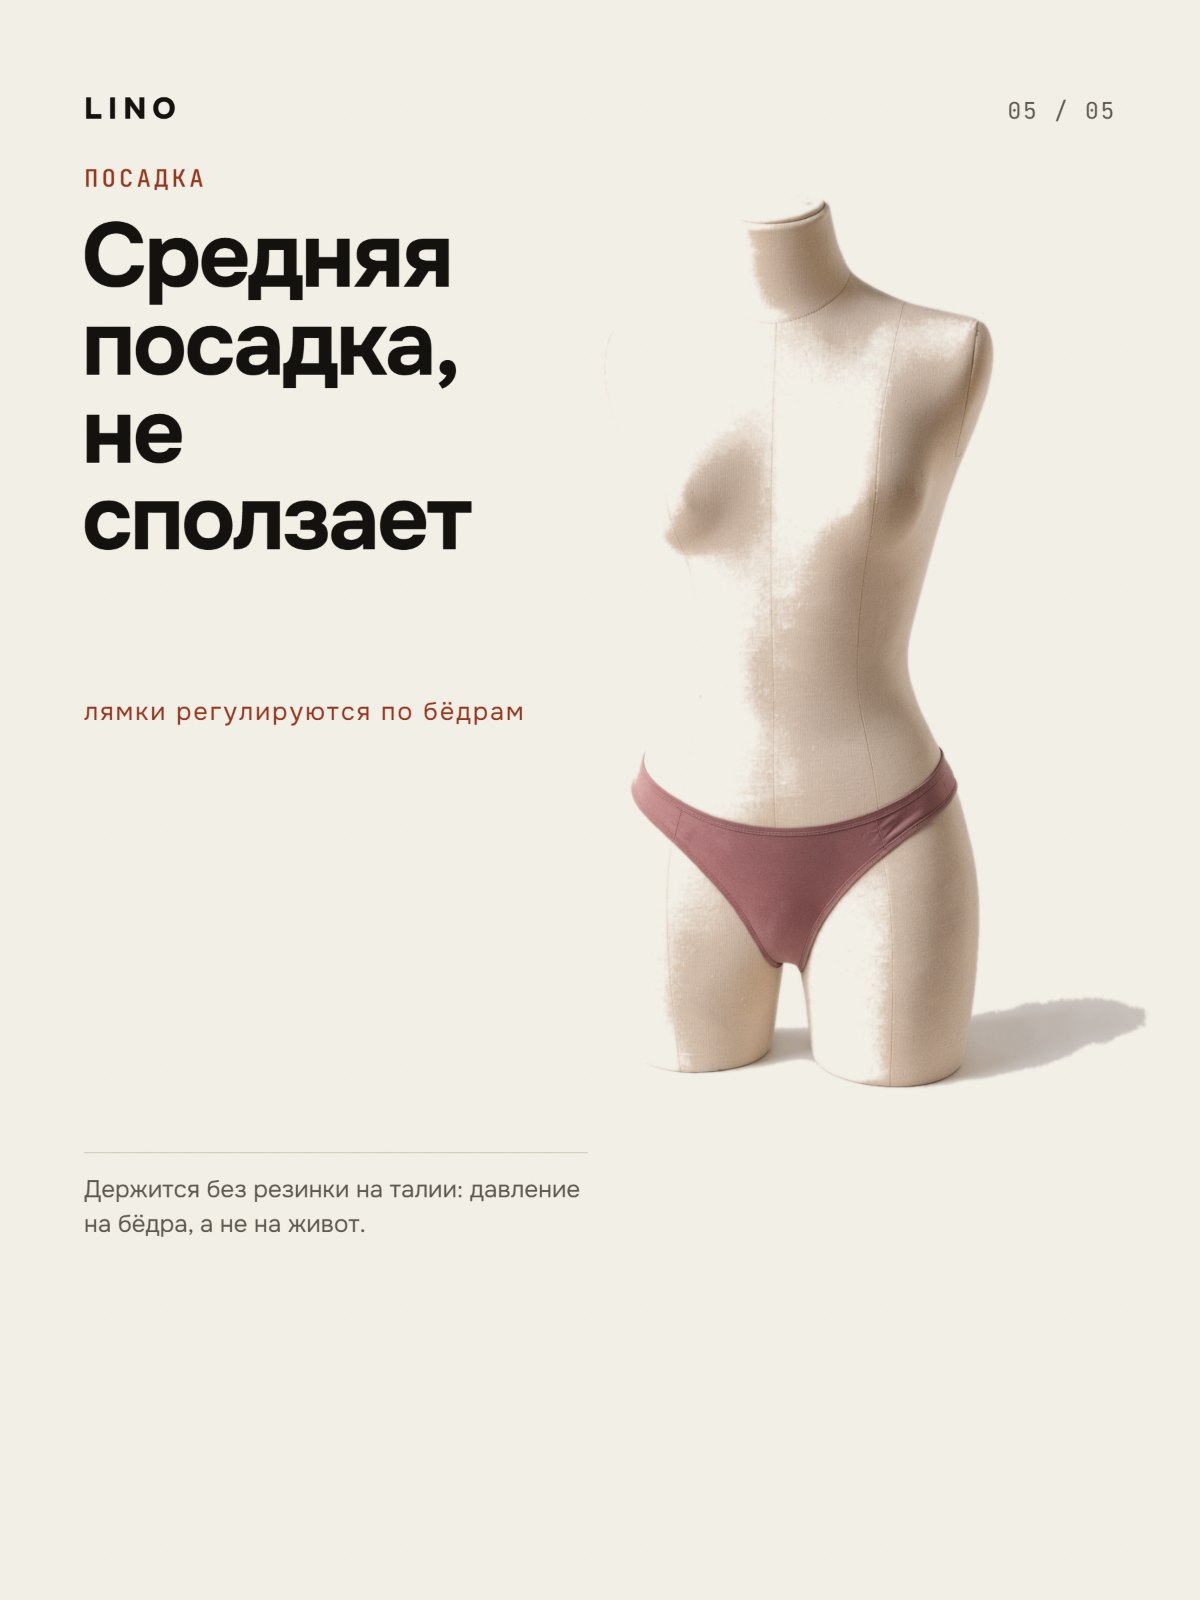 LINO
05 / 05
ПОСАДКА
Средняя
посадка,
не
сползает
лямки регулируются по бёдрам
Держится без резинки на талии: давление
на бёдра, а не на живот.